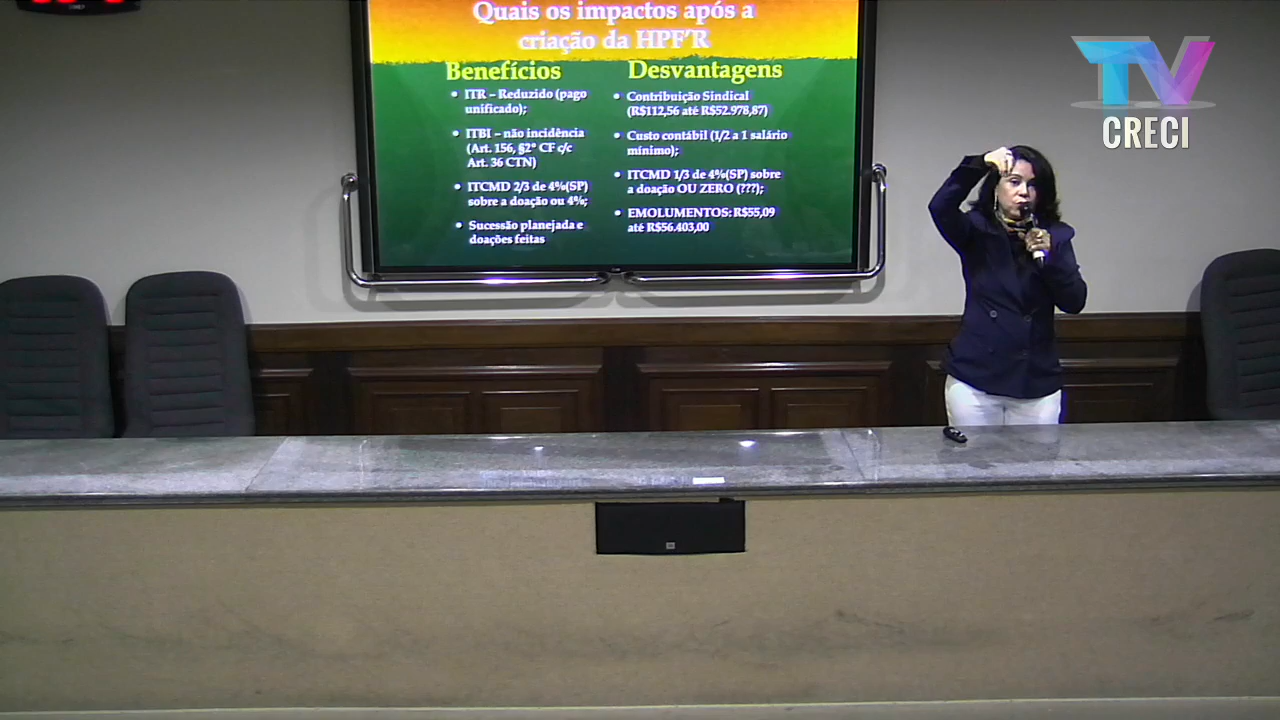 Quais os impactos após a
criação da HPF'R
Benefícios
• ITR – Reduzido (pago
unificado);
• ITBI – não incidência
(Art. 156, §2º CF c/c
Art. 36 CTN)
• ITCMD 2/3 de 4%(SP)
sobre a doação ou 4%;
• Sucessão planejada e
doações feitas
Desvantagens
• Contribuição Sindical
(R$112,56 até R$52.978,87)
• Custo contábil (1/2 a 1 salário
mínimo);
• ITCMD 1/3 de 4%(SP) sobre
a doação OU ZERO (???);
• EMOLUMENTOS: R$55,09
até R$56.403,00
TV
CRECI